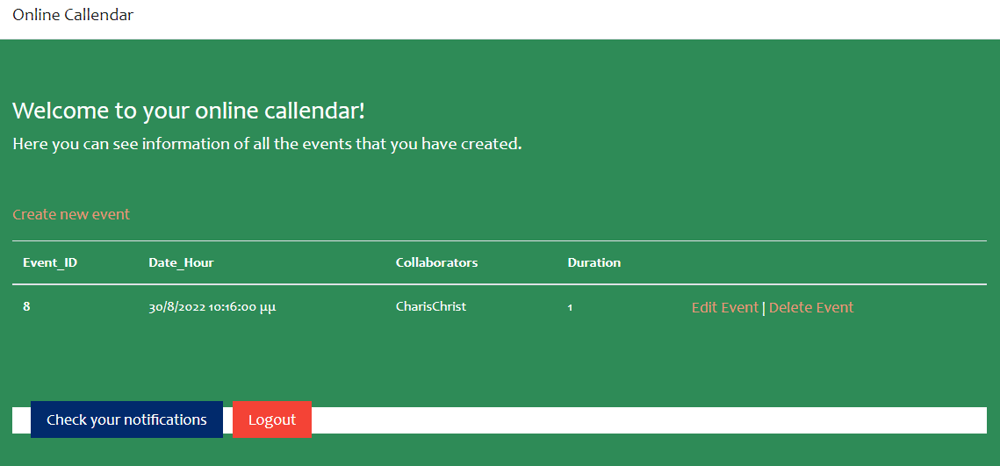 Online Callendar
Welcome to your online callendar!
Here you can see information of all the events that you have created.
Create new event
Event_ID Date_Hour Collaborators Duration
8 30/8/2022 10:16:00 μμ CharisChrist 1 Edit Event | Delete Event
Check your notifications Logout